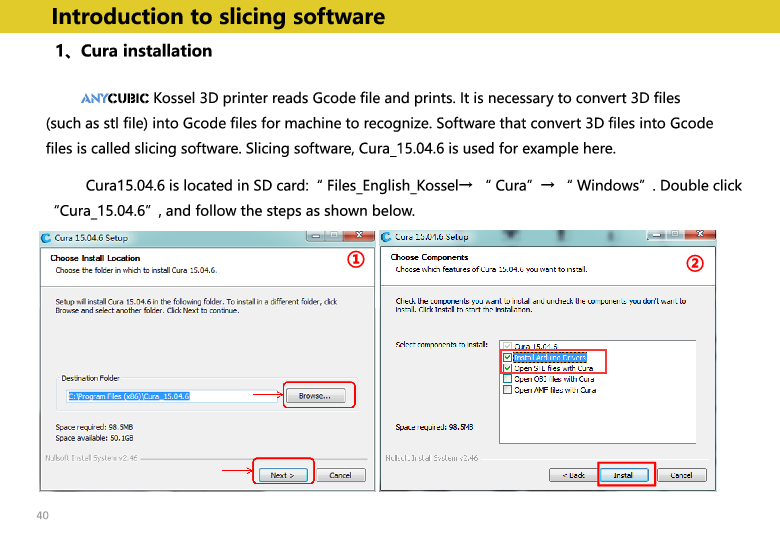 Introduction to slicing software
1、Cura installation
ANYCUBIC Kossel 3D printer reads Gcode file and prints. It is necessary to convert 3D files
(such as stl file) into Gcode files for machine to recognize. Software that convert 3D files into Gcode
files is called slicing software. Slicing software, Cura_15.04.6 is used for example here.
Cura15.04.6 is located in SD card:“ Files_English_Kossel→ “ Cura”→ “ Windows”. Double click
“Cura_15.04.6”, and follow the steps as shown below.
Cura 15.04.6 Setup
Choose Install Location
①
Choose the folder in which to install Cura 15.04.6.
Setup will install Cura 15.04.6 in the following folder. To install in a different folder, click
Browse and select another folder. Click Next to continue.
Destination Folder
C:\Program Files (x86)\Cura_15.04.6
Browse...
Space required: 98.5MB
Space available: 50.1GB
Nullsoft Install System v2.46
Next >
Cancel
Cura 15.04.6 Setup
Choose Components
②
Choose which features of Cura 15.04.6 you want to install.
Check the components you want to install and uncheck the components you don't want to
install. Click Install to start the installation.
Select components to install:
Cura 15.04.6
Install Arduino Drivers
Open STL files with Cura
Open OBJ files with Cura
Open AMF files with Cura
Space required: 98.5MB
Nullsoft Install System v2.46
< Back
Install
Cancel
40